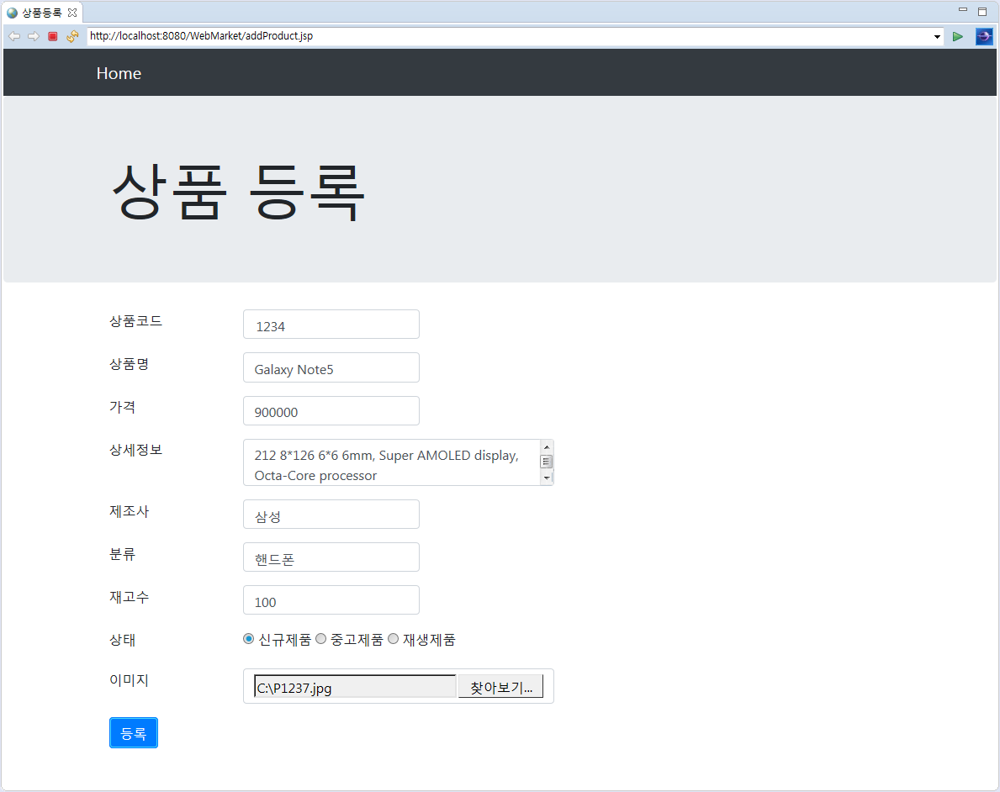 상품등록
http://localhost:8080/WebMarket/addProduct.jsp
Home
상품 등록
상품코드 1234
상품명 Galaxy Note5
가격 900000
상세정보 212 8*126 6*6 6mm, Super AMOLED display,
Octa-Core processor
제조사 삼성
분류 핸드폰
재고수 100
상태 신규제품 중고제품 재생제품
이미지 C:\P1237.jpg 찾아보기...
등록